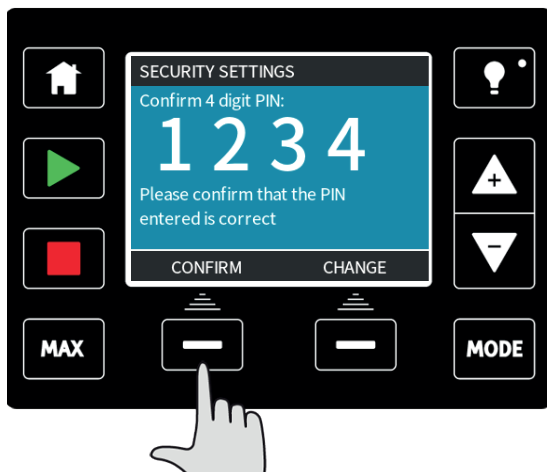 SECURITY SETTINGS
Confirm 4 digit PIN:
1 2 3 4
Please confirm that the PIN
entered is correct
CONFIRM CHANGE
+
−
MAX
MODE